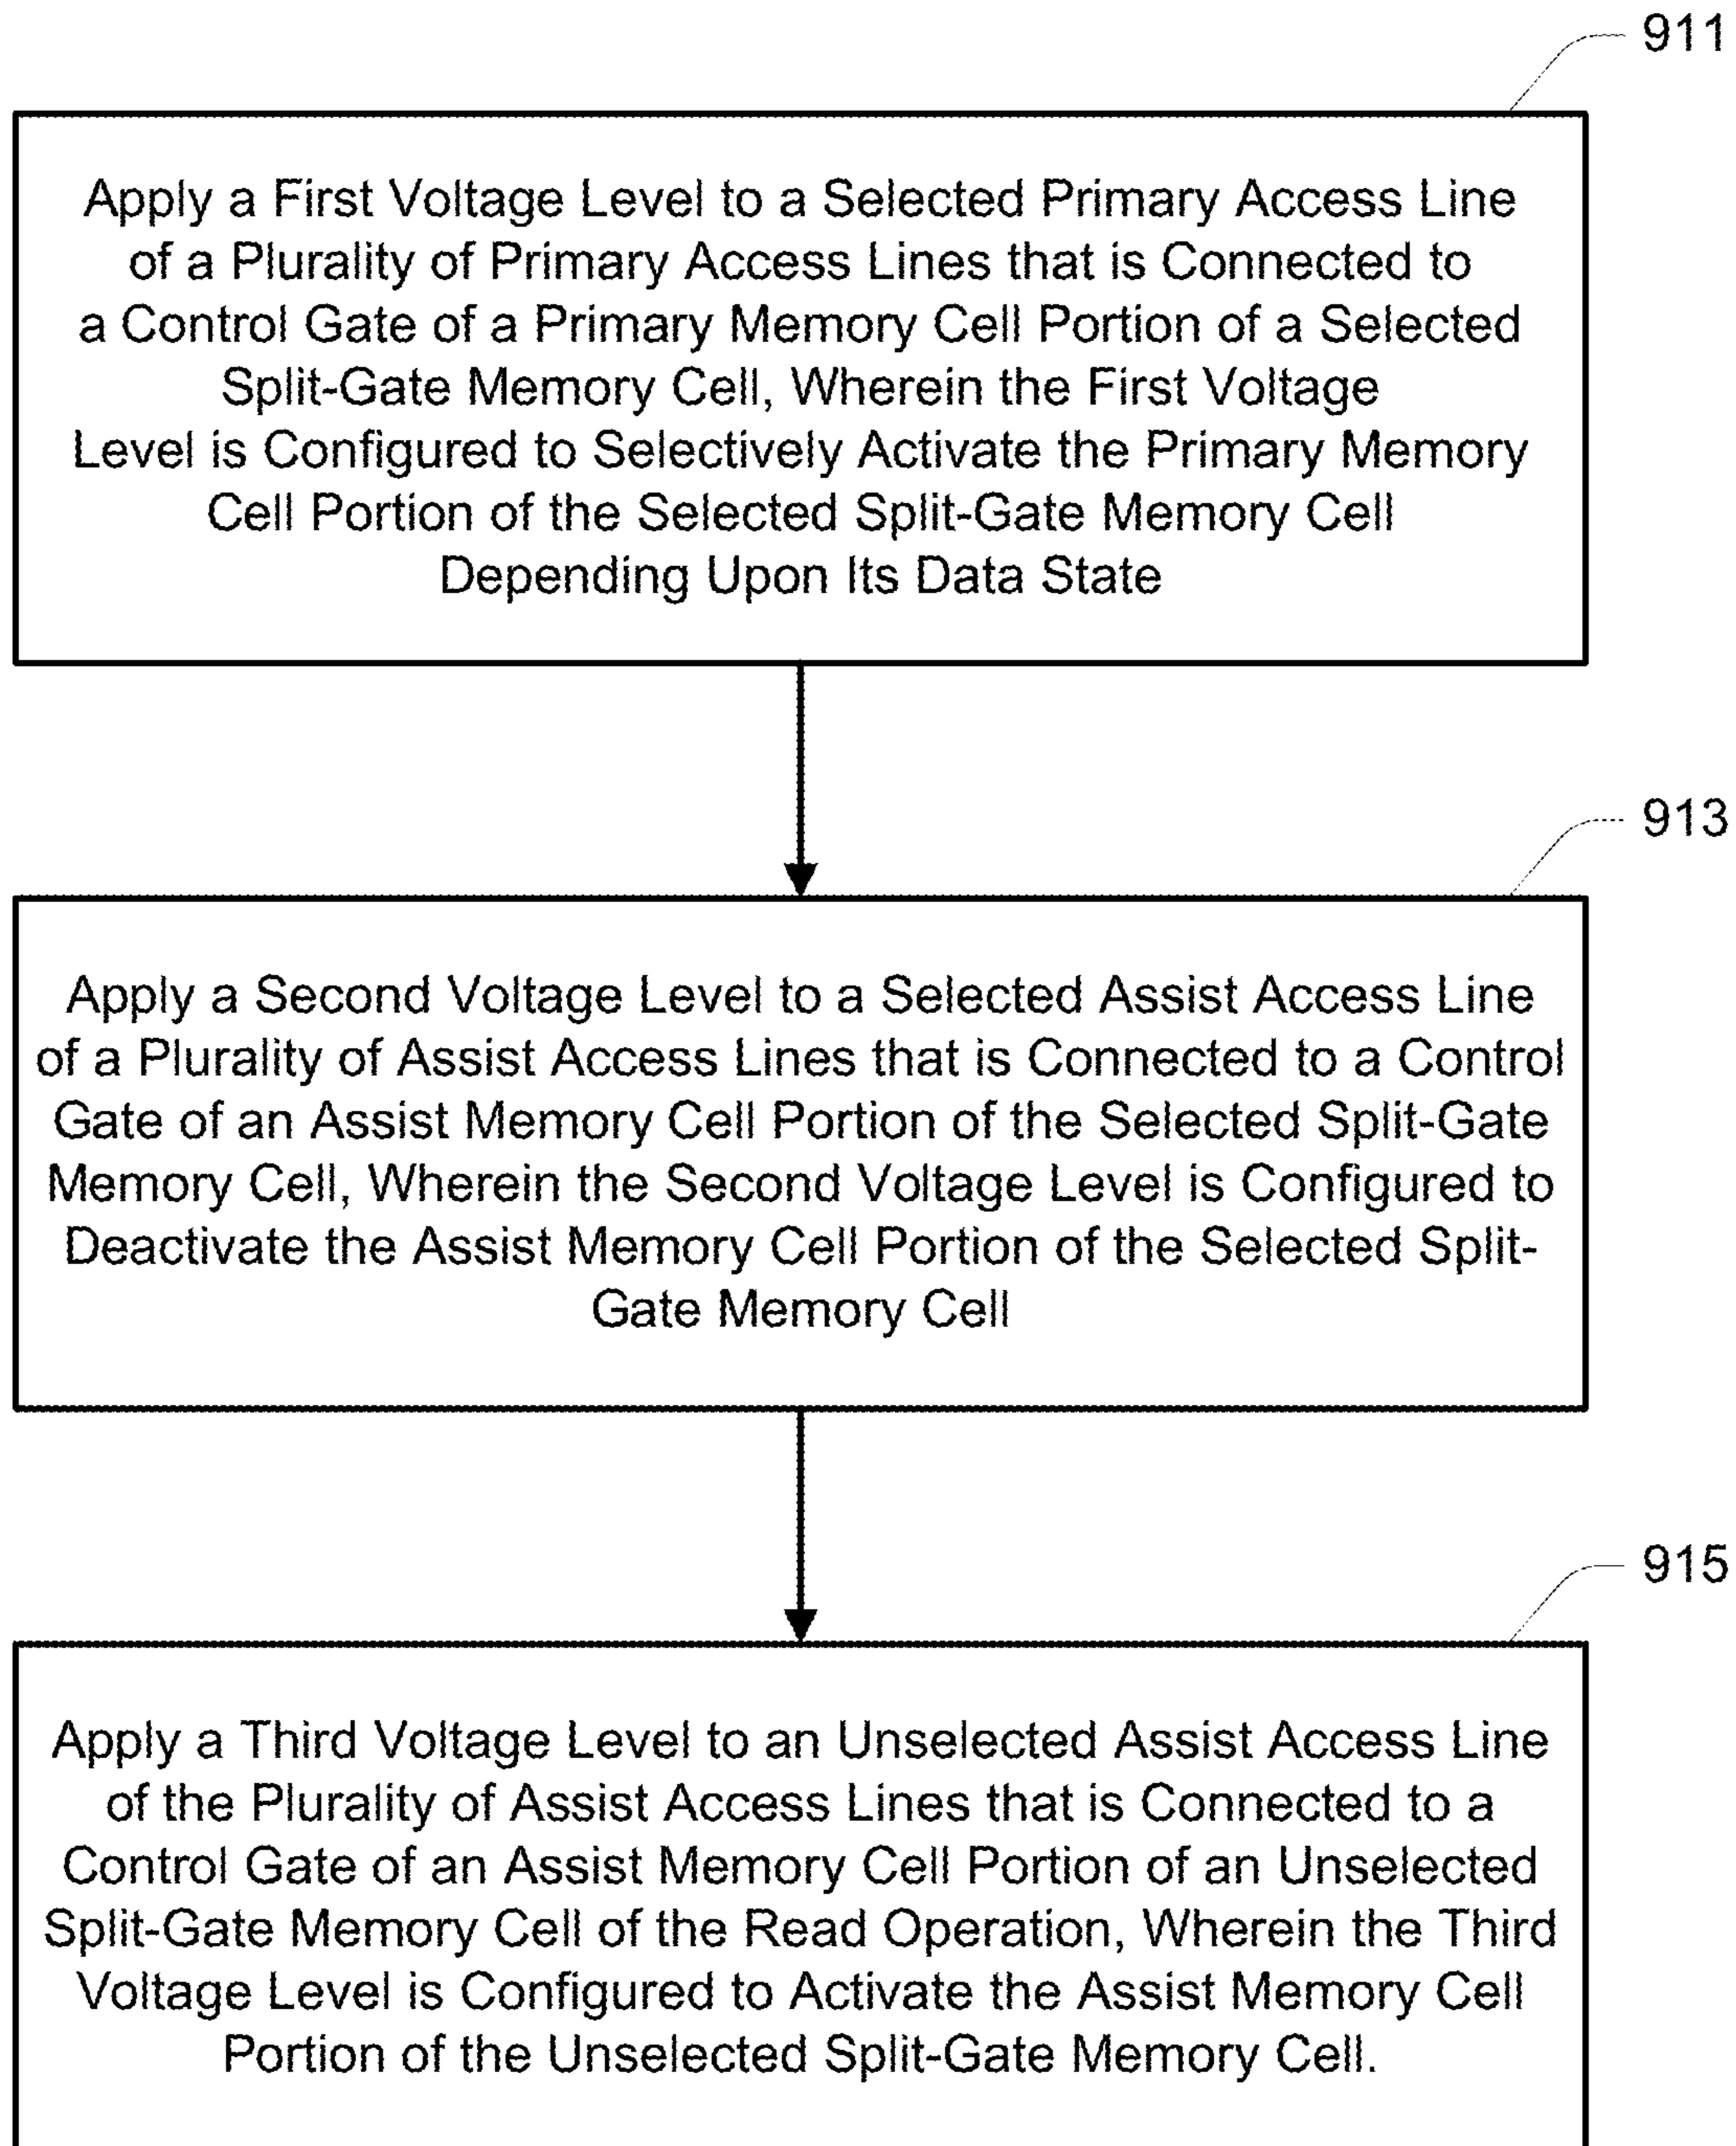 911
Apply a First Voltage Level to a Selected Primary Access Line
of a Plurality of Primary Access Lines that is Connected to
a Control Gate of a Primary Memory Cell Portion of a Selected
Split-Gate Memory Cell, Wherein the First Voltage
Level is Configured to Selectively Activate the Primary Memory
Cell Portion of the Selected Split-Gate Memory Cell
Depending Upon Its Data State
913
Apply a Second Voltage Level to a Selected Assist Access Line
of a Plurality of Assist Access Lines that is Connected to a Control
Gate of an Assist Memory Cell Portion of the Selected Split-Gate
Memory Cell, Wherein the Second Voltage Level is Configured to
Deactivate the Assist Memory Cell Portion of the Selected Split-
Gate Memory Cell
915
Apply a Third Voltage Level to an Unselected Assist Access Line
of the Plurality of Assist Access Lines that is Connected to a
Control Gate of an Assist Memory Cell Portion of an Unselected
Split-Gate Memory Cell of the Read Operation, Wherein the Third
Voltage Level is Configured to Activate the Assist Memory Cell
Portion of the Unselected Split-Gate Memory Cell.